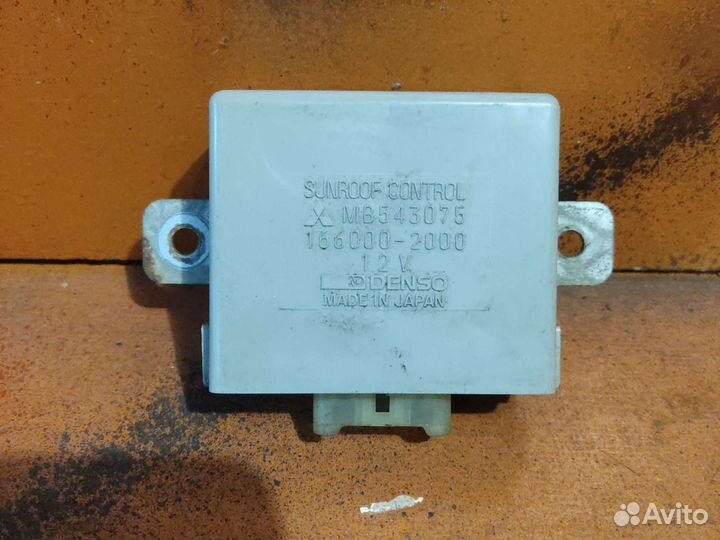 SUNROOF CONTROL
MB543075
166000-2000
12V
DENSO
MADE IN JAPAN
Avito